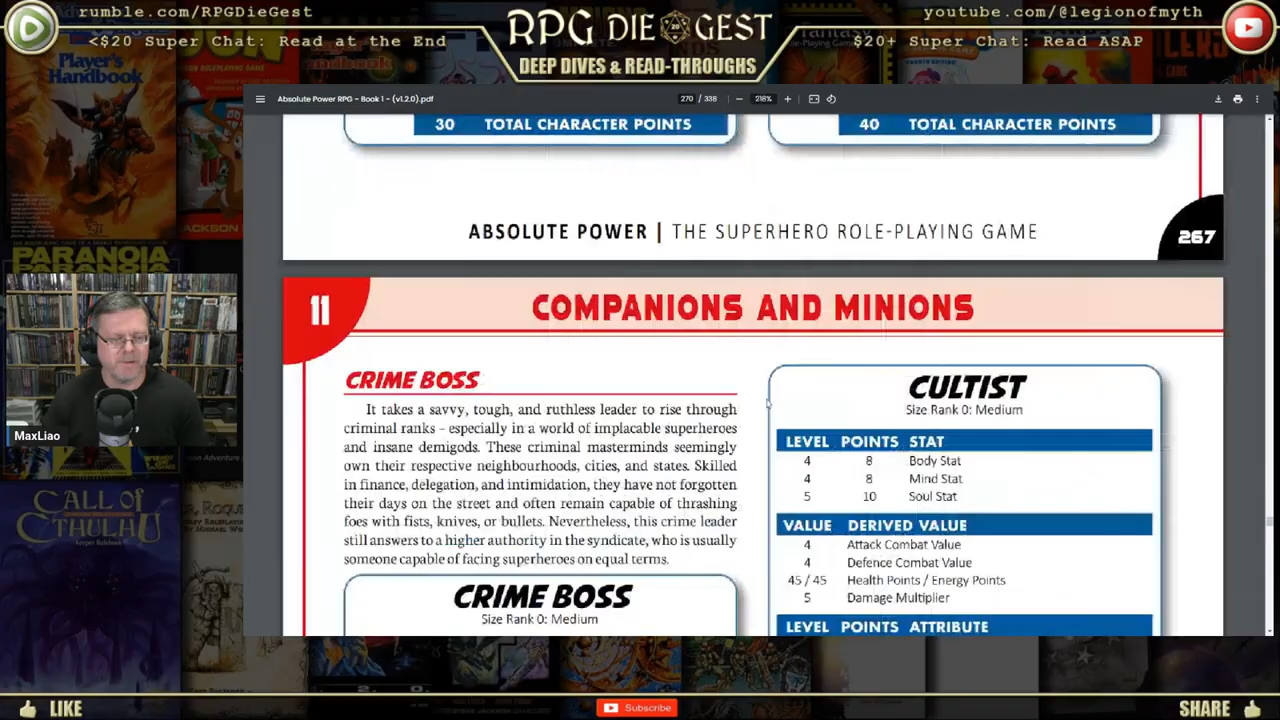 rumble.com/RPGDieGest
<$20 Super Chat: Read at the End
RPG DIE GEST
DEEP DIVES & READ-THROUGHS
youtube.com/@legionofmyth
$20+ Super Chat: Read ASAP
Player's
Handbook
Absolute Power RPG - Book 1 - (v1.2.0).pdf
270 / 338
218%
30 TOTAL CHARACTER POINTS
40 TOTAL CHARACTER POINTS
ABSOLUTE POWER | THE SUPERHERO ROLE-PLAYING GAME
267
11
COMPANIONS AND MINIONS
CRIME BOSS
It takes a savvy, tough, and ruthless leader to rise through
criminal ranks – especially in a world of implacable superheroes
and insane demigods. These criminal masterminds seemingly
own their respective neighbourhoods, cities, and states. Skilled
in finance, delegation, and intimidation, they have not forgotten
their days on the street and often remain capable of thrashing
foes with fists, knives, or bullets. Nevertheless, this crime leader
still answers to a higher authority in the syndicate, who is usually
someone capable of facing superheroes on equal terms.
CRIME BOSS
Size Rank 0: Medium
CULTIST
Size Rank 0: Medium
LEVEL POINTS STAT
4 8 Body Stat
4 8 Mind Stat
5 10 Soul Stat
VALUE DERIVED VALUE
4 Attack Combat Value
4 Defence Combat Value
45 / 45 Health Points / Energy Points
5 Damage Multiplier
LEVEL POINTS ATTRIBUTE
PARANOIA
MaxLiao
CALL OF
CTHULHU
LIKE
Subscribe
SHARE